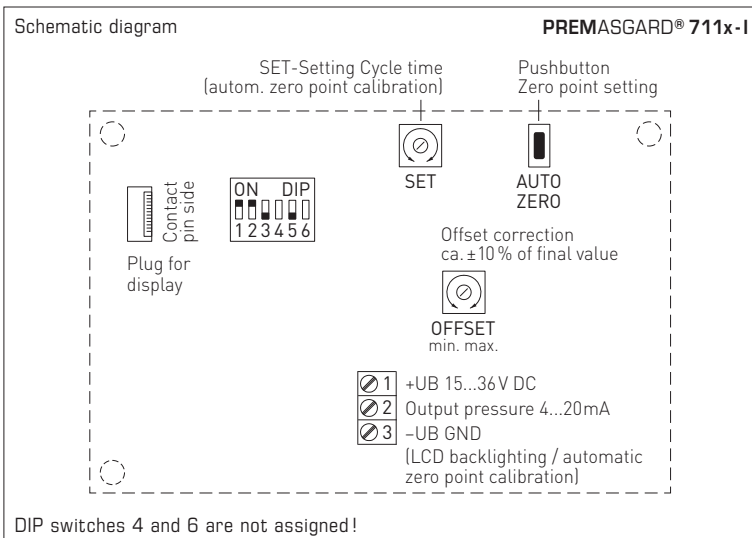 Schematic diagram
PREMASGARD® 711x-I
SET-Setting Cycle time
(autom. zero point calibration)
Pushbutton
Zero point setting
SET
AUTO
ZERO
ON DIP
1 2 3 4 5 6
Contact
pin side
Plug for
display
Offset correction
ca. ±10 % of final value
OFFSET
min. max.
1 +UB 15...36 V DC
2 Output pressure 4...20mA
3 –UB GND
(LCD backlighting / automatic
zero point calibration)
DIP switches 4 and 6 are not assigned!